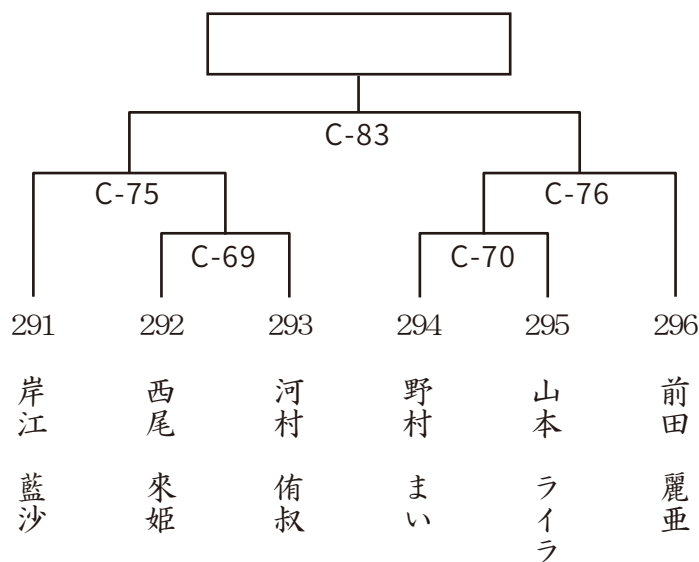 C-83
C-75
C-76
C-69
C-70
291
292
293
294
295
296
岸江 藍沙
西尾 來姫
河村 侑叔
野村 まい
山本 ライラ
前田 麗亜